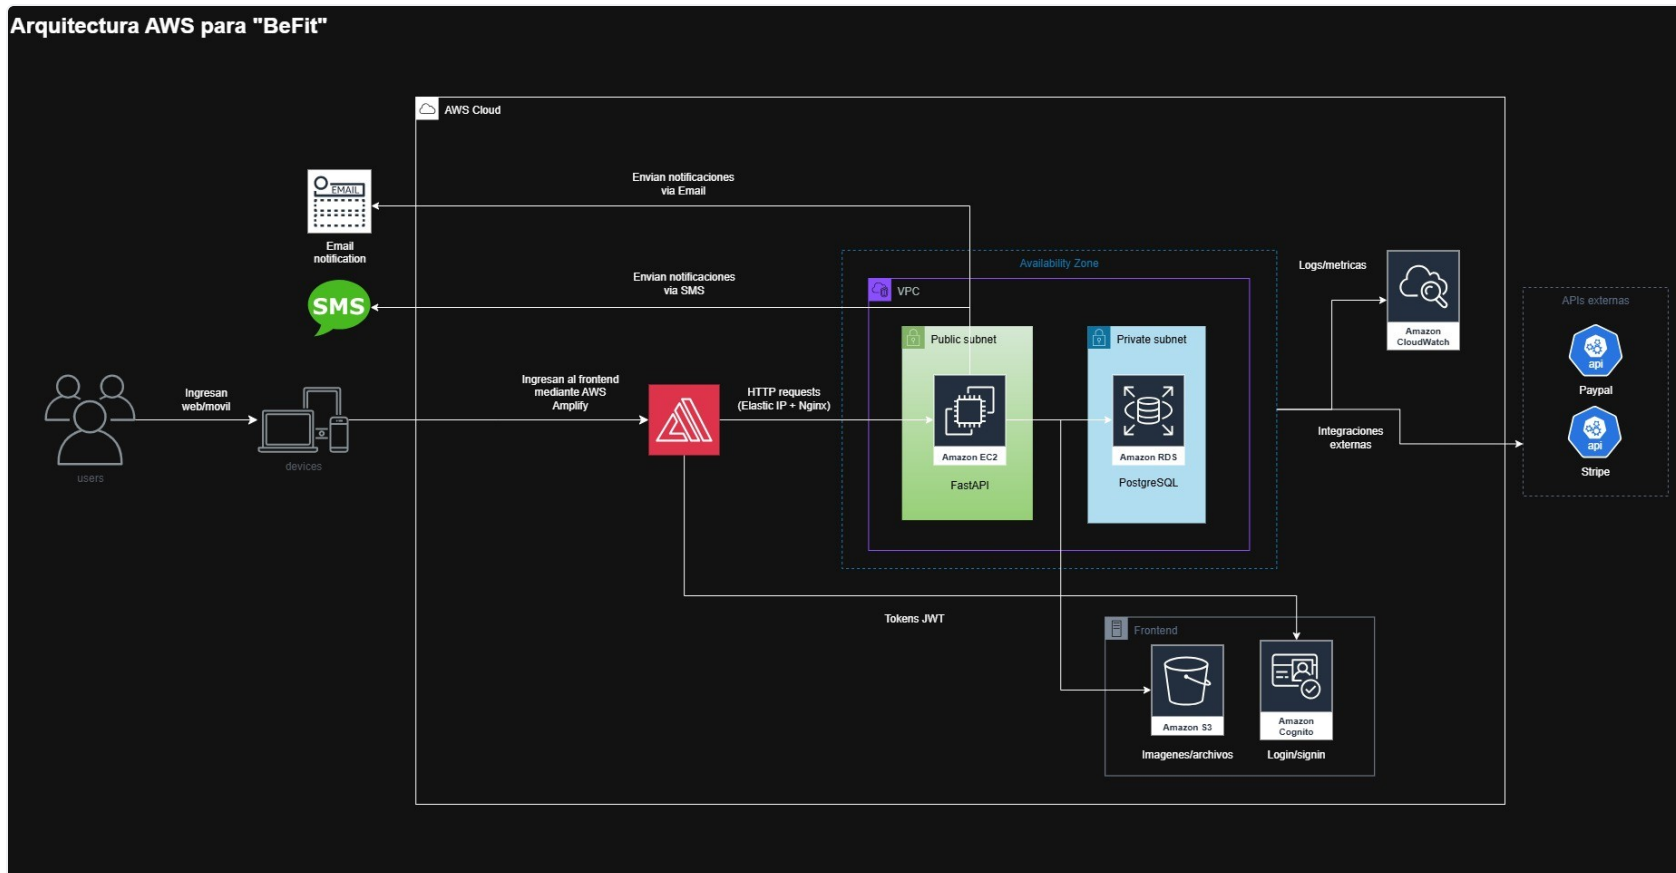 Arquitectura AWS para "BeFit"
AWS Cloud
Envian notificaciones
via Email
EMAIL
Email
notification
Envian notificaciones
via SMS
SMS
Availability Zone
VPC
Logs/metricas
Amazon
CloudWatch
APIs externas
api
Paypal
api
Stripe
Public subnet
Private subnet
Ingresan
web/movil
Ingresan al frontend
mediante AWS
Amplify
HTTP requests
(Elastic IP + Nginx)
Amazon EC2
FastAPI
Amazon RDS
PostgreSQL
Integraciones
externas
users
devices
Tokens JWT
Frontend
Amazon S3
Imagenes/archivos
Amazon
Cognito
Login/signin